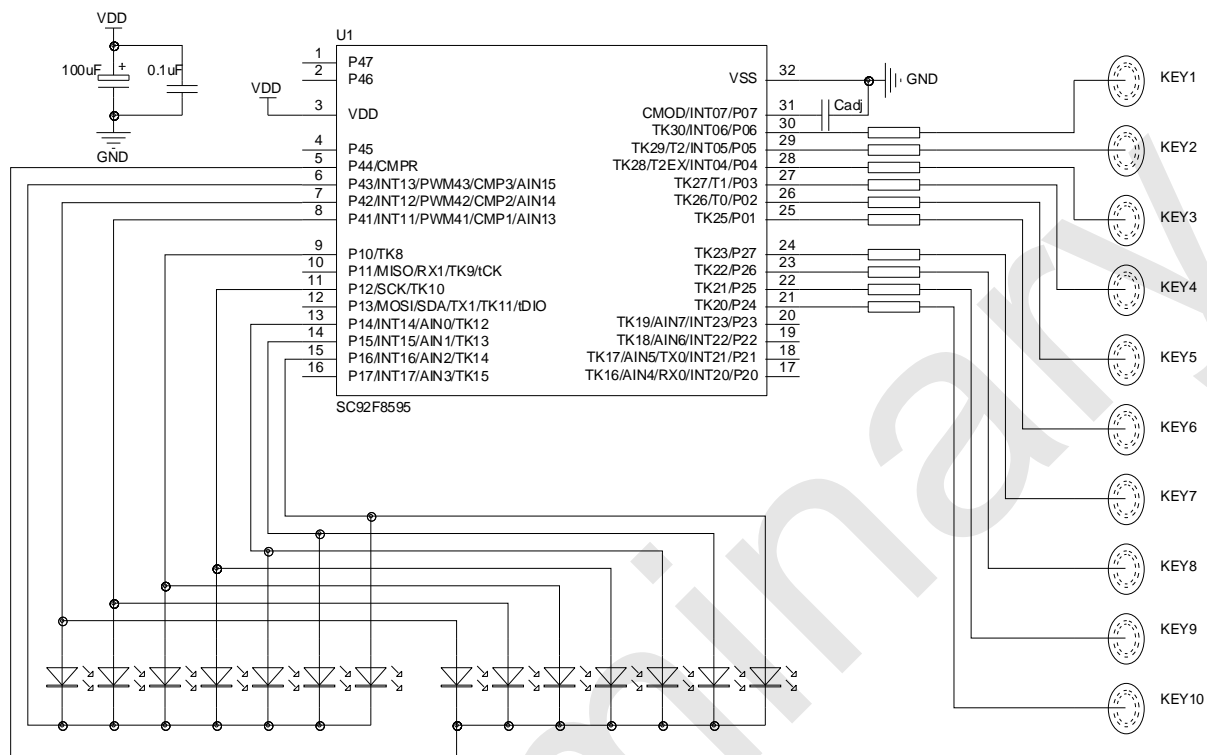 VDD
100uF
+
0.1uF
GND
VDD
U1
1 P47
2 P46
3 VDD
4 P45
5 P44/CMPR
6 P43/INT13/PWM43/CMP3/AIN15
7 P42/INT12/PWM42/CMP2/AIN14
8 P41/INT11/PWM41/CMP1/AIN13
9 P10/TK8
10 P11/MISO/RX1/TK9/tCK
11 P12/SCK/TK10
12 P13/MOSI/SDA/TX1/TK11/tDIO
13 P14/INT14/AIN0/TK12
14 P15/INT15/AIN1/TK13
15 P16/INT16/AIN2/TK14
16 P17/INT17/AIN3/TK15
VSS 32
CMOD/INT07/P07 31
TK30/INT06/P06 30
TK29/T2/INT05/P05 29
TK28/T2EX/INT04/P04 28
TK27/T1/P03 27
TK26/T0/P02 26
TK25/P01 25
TK23/P27 24
TK22/P26 23
TK21/P25 22
TK20/P24 21
TK19/AIN7/INT23/P23 20
TK18/AIN6/INT22/P22 19
TK17/AIN5/TX0/INT21/P21 18
TK16/AIN4/RX0/INT20/P20 17
SC92F8595
GND
Cadj
KEY1
KEY2
KEY3
KEY4
KEY5
KEY6
KEY7
KEY8
KEY9
KEY10
minary